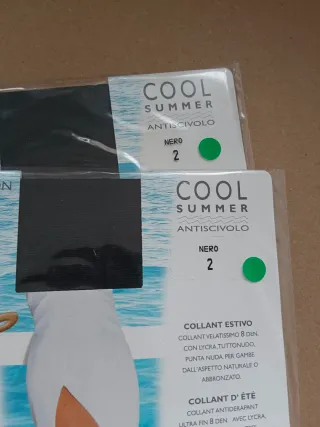 COOL
SUMMER
ANTISCIVOLO
NERO
2
ON
COOL
SUMMER
ANTISCIVOLO
NERO
2
COLLANT ESTIVO
COLLANT VELATISSIMO 8 DEN.
CON LYCRA, TUTTONUDO,
PUNTA NUDA, PER GAMBE
DALL'ASPETTO NATURALE O
ABBRONZATO.
COLLANT D'ÉTÉ
COLLANT ANTIDERAPANT
ULTRA FIN 8 DEN. AVEC LYCRA,